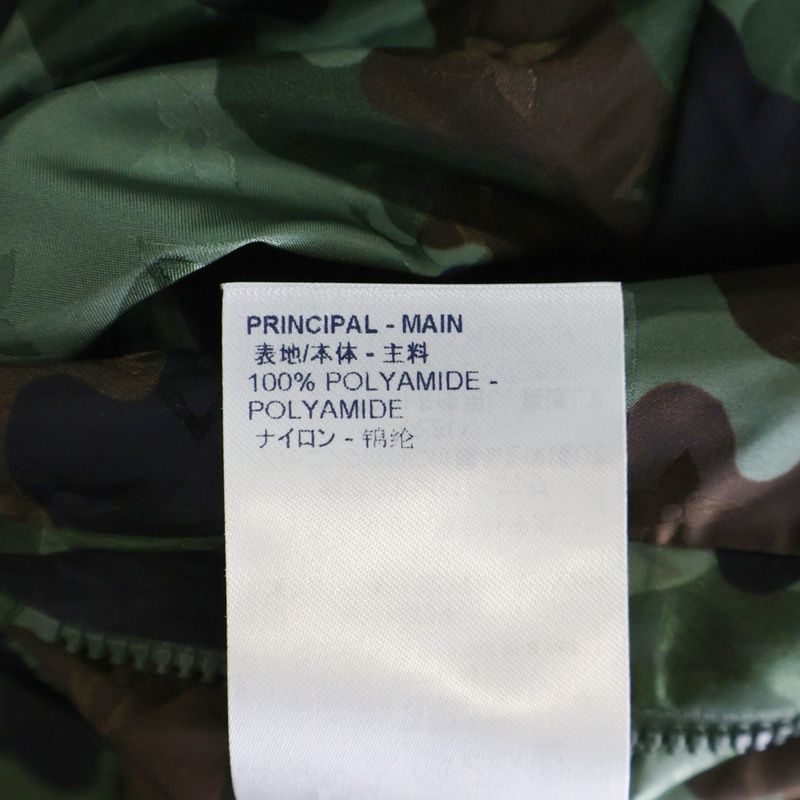 PRINCIPAL - MAIN
表地/本体 - 主料
100% POLYAMIDE -
POLYAMIDE
ナイロン - 锦纶